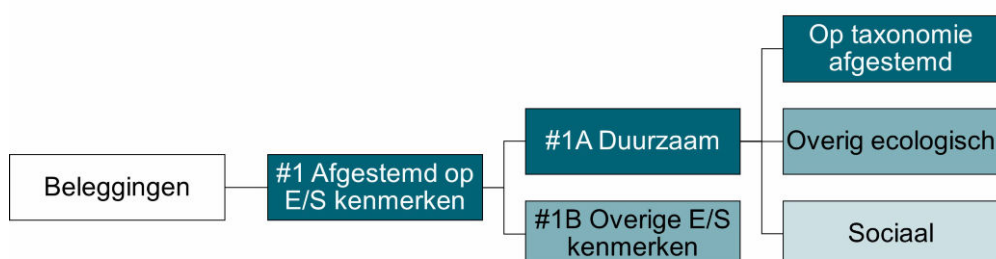 Beleggingen
#1 Afgestemd op
E/S kenmerken
#1A Duurzaam
#1B Overige E/S
kenmerken
Op taxonomie
afgestemd
Overig ecologisch
Sociaal